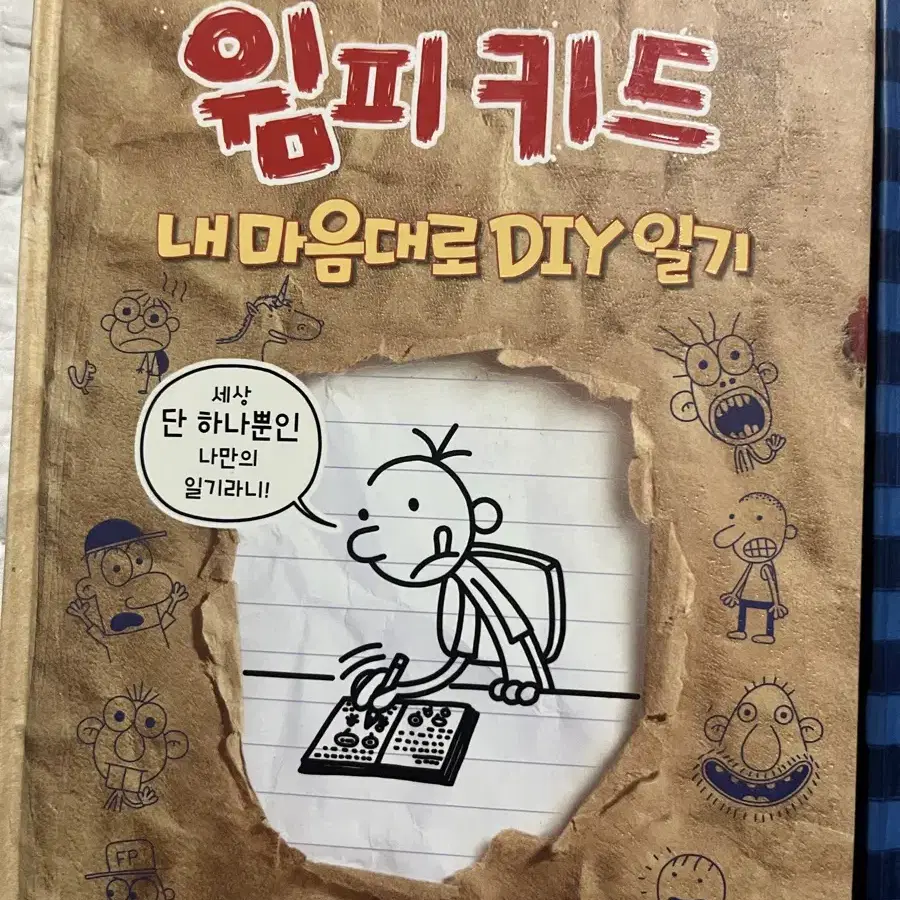 윔피 키드
내 마음대로 DIY 일기
세상
단 하나뿐인
나만의
일기라니!
FP